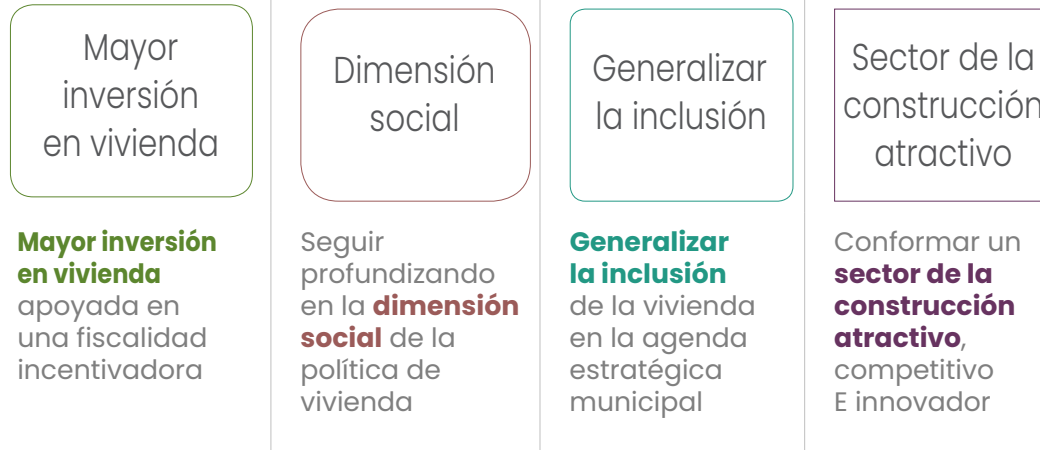 Mayor
inversión
en vivienda
Mayor inversión
en vivienda
apoyada en
una fiscalidad
incentivadora
Dimensión
social
Seguir
profundizando
en la dimensión
social de la
política de
vivienda
Generalizar
la inclusión
Generalizar
la inclusión
de la vivienda
en la agenda
estratégica
municipal
Sector de la
construcción
atractivo
Conformar un
sector de la
construcción
atractivo,
competitivo
E innovador